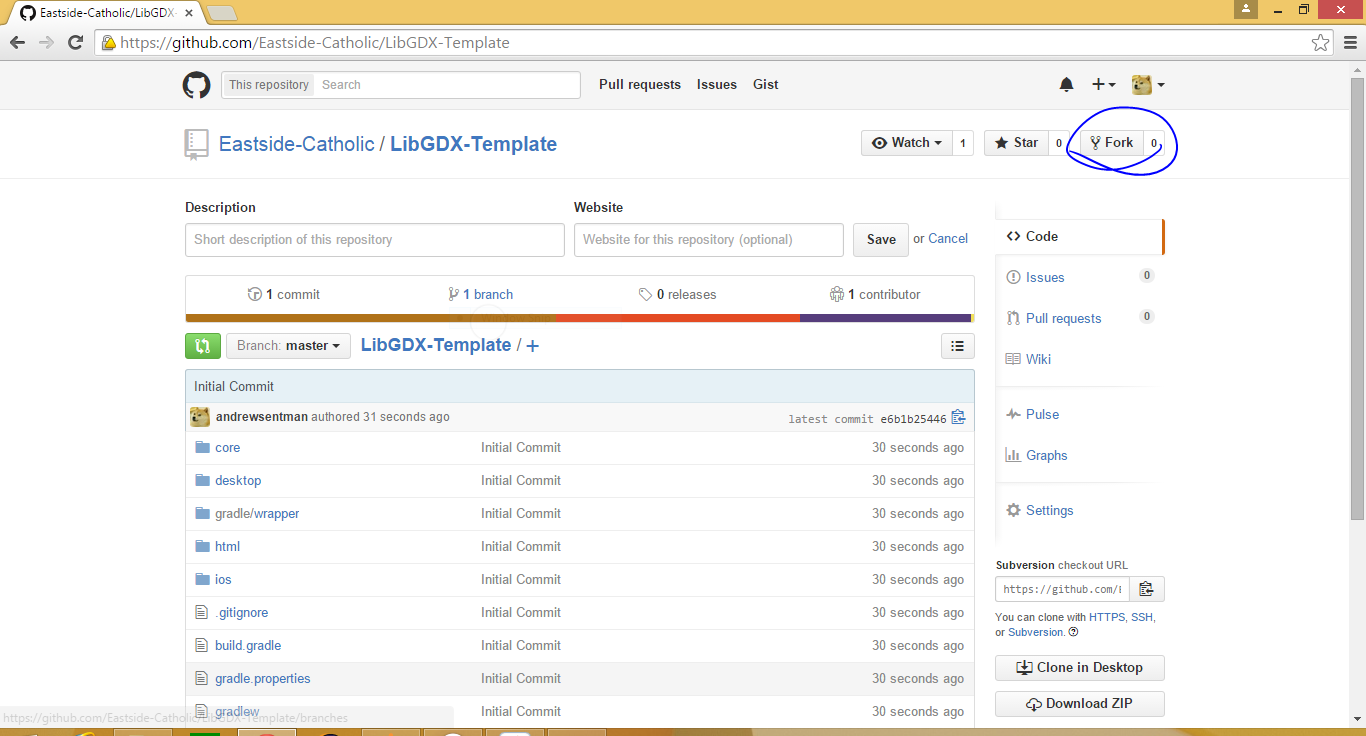 Eastside-Catholic/LibGDX-
https://github.com/Eastside-Catholic/LibGDX-Template
This repository Search Pull requests Issues Gist
Eastside-Catholic / LibGDX-Template Watch 1 Star 0 Fork 0
Description Website
Short description of this repository Website for this repository (optional) Save or Cancel
Code
Issues 0
Pull requests 0
Wiki
Pulse
Graphs
Settings
1 commit 1 branch 0 releases 1 contributor
Branch: master LibGDX-Template / +
Initial Commit
andrewsentman authored 31 seconds ago latest commit e6b1b25446
core Initial Commit 30 seconds ago
desktop Initial Commit 30 seconds ago
gradle/wrapper Initial Commit 30 seconds ago
html Initial Commit 30 seconds ago
ios Initial Commit 30 seconds ago
.gitignore Initial Commit 30 seconds ago
build.gradle Initial Commit 30 seconds ago
gradle.properties Initial Commit 30 seconds ago
gradlew Initial Commit 30 seconds ago
Subversion checkout URL
https://github.com/E
You can clone with HTTPS, SSH,
or Subversion.
Clone in Desktop
Download ZIP
https://github.com/Eastside-Catholic/LibGDX-Template/branches